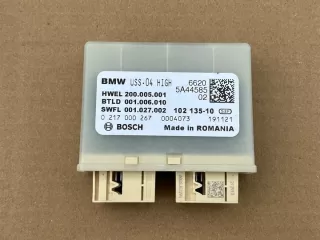 BMW USS-04 HIGH 6620
5A44585
02
HWEL 200.005.001
BTLD 001.006.010
SWFL 001.027.002 102 135-10
0 217 000 267 0004073 191121
BOSCH Made in ROMANIA